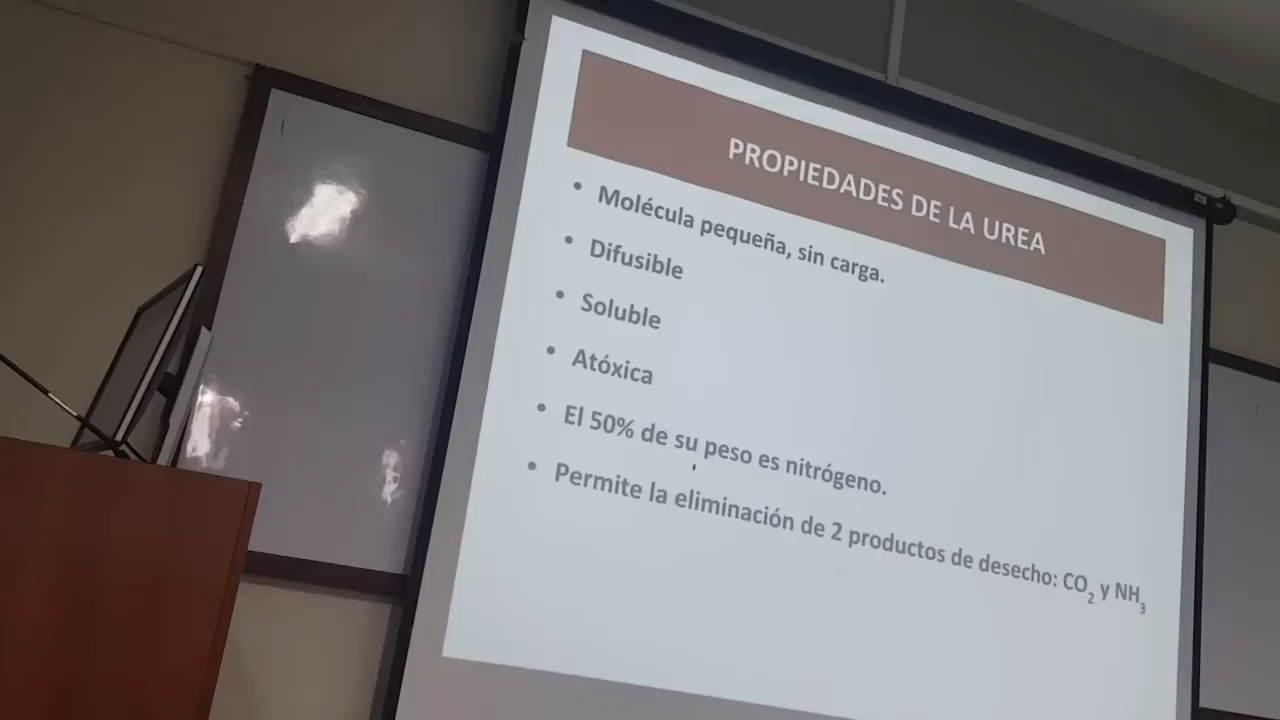 PROPIEDADES DE LA UREA
• Molécula pequeña, sin carga.
• Difusible
• Soluble
• Atóxica
• El 50% de su peso es nitrógeno.
• Permite la eliminación de 2 productos de desecho: CO₂ y NH₃